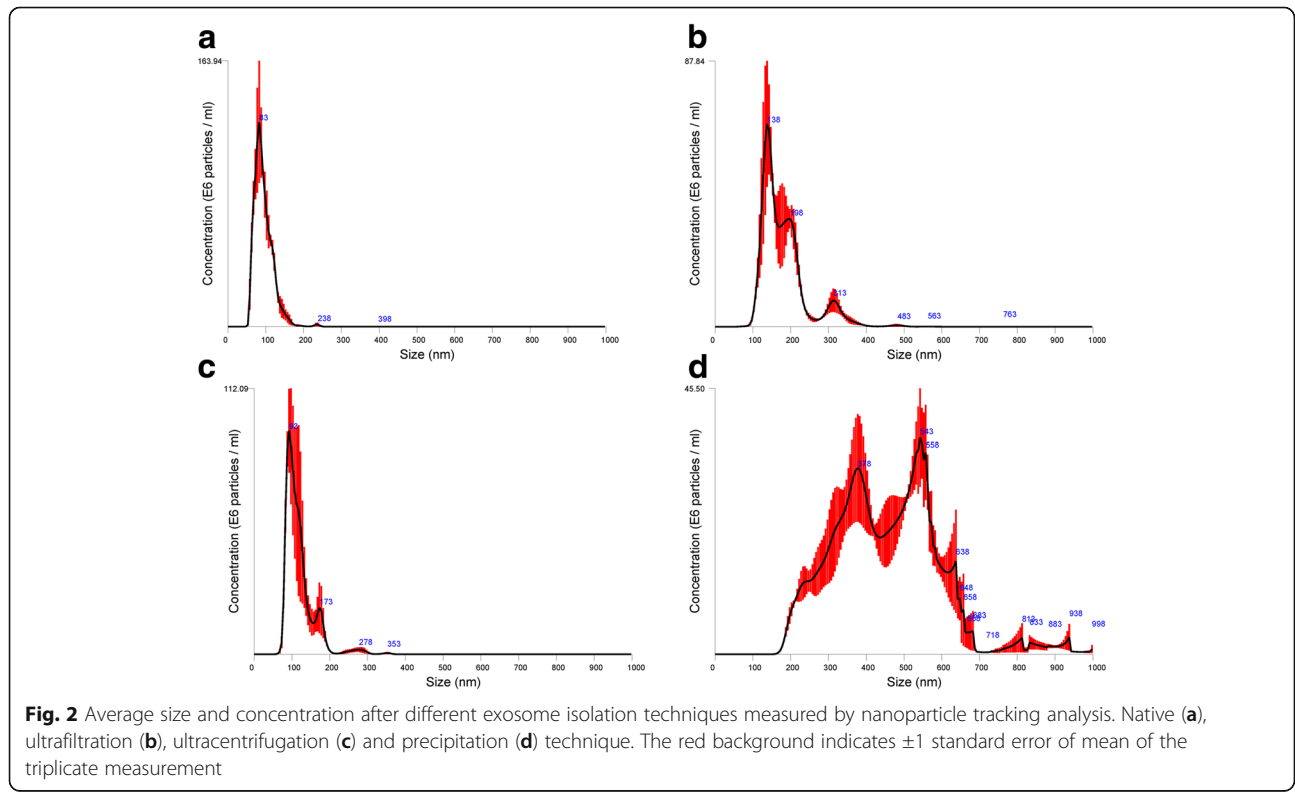 a
163.94
Concentration (E6 particles / ml)
83
238
398
0 100 200 300 400 500 600 700 800 900 1000
Size (nm)
b
87.84
Concentration (E6 particles / ml)
138
198
313
483
563
763
0 100 200 300 400 500 600 700 800 900 1000
Size (nm)
c
112.09
Concentration (E6 particles / ml)
173
278
353
0 100 200 300 400 500 600 700 800 900 1000
Size (nm)
d
45.50
Concentration (E6 particles / ml)
378
543
558
638
648
658
683
718
813
833
883
938
998
0 100 200 300 400 500 600 700 800 900 1000
Size (nm)
Fig. 2 Average size and concentration after different exosome isolation techniques measured by nanoparticle tracking analysis. Native (a),
ultrafiltration (b), ultracentrifugation (c) and precipitation (d) technique. The red background indicates ±1 standard error of mean of the
triplicate measurement